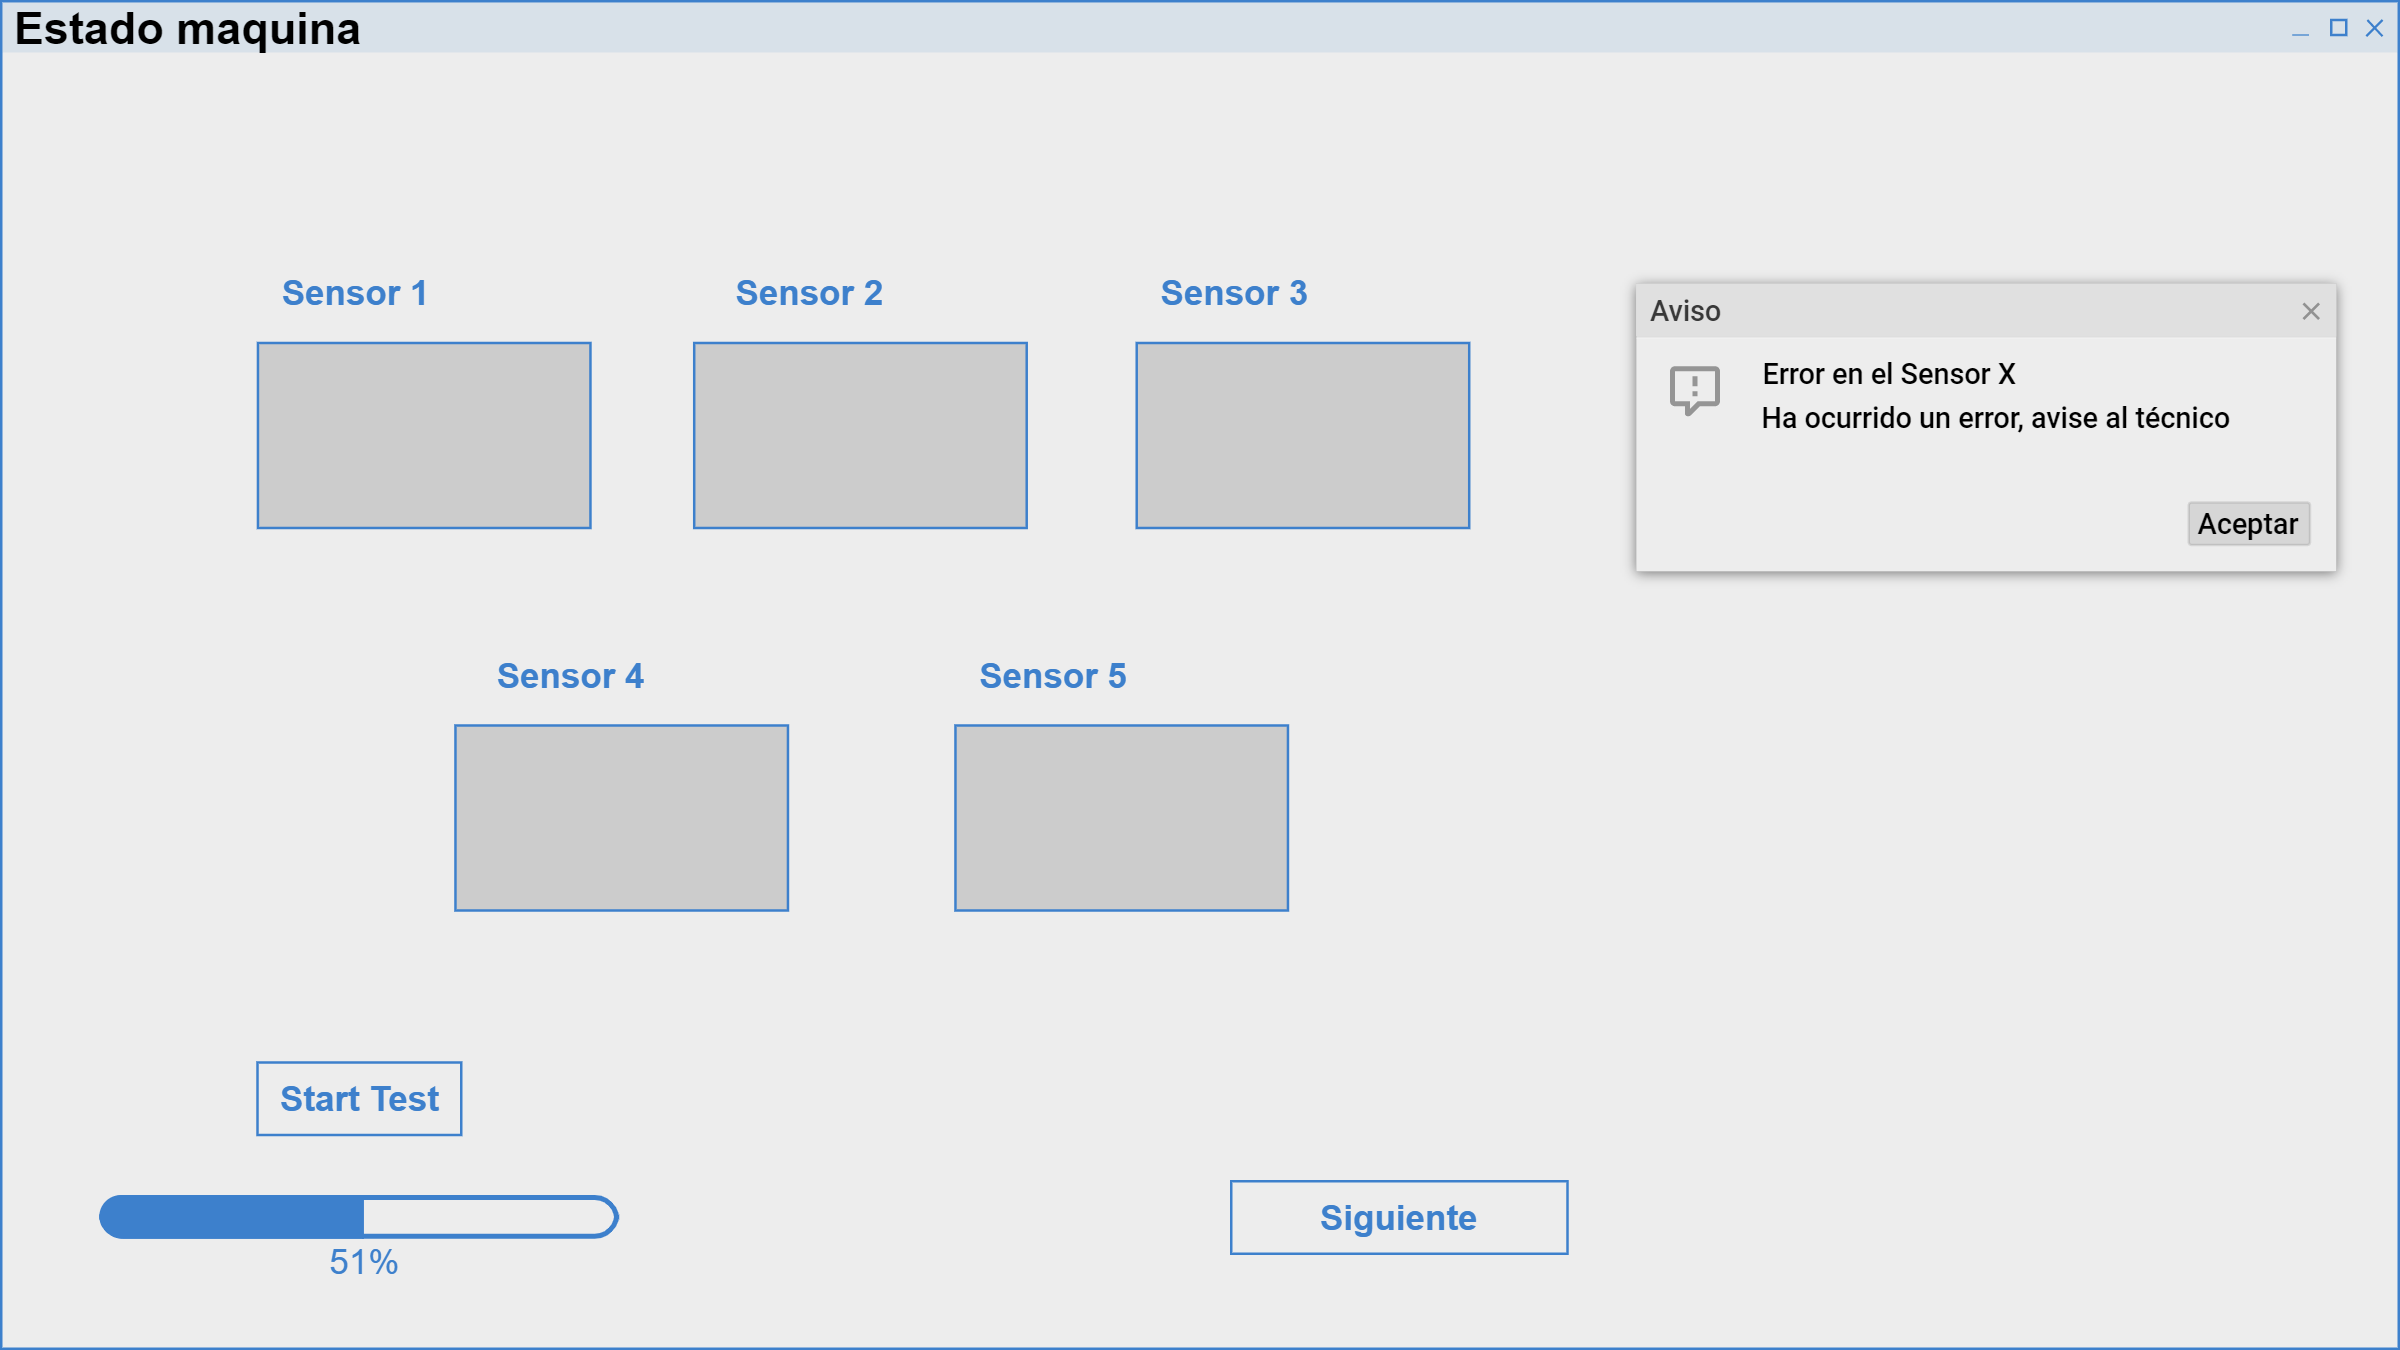 Estado maquina
Sensor 1
Sensor 2
Sensor 3
Aviso
Error en el Sensor X
Ha ocurrido un error, avise al técnico
Aceptar
Sensor 4
Sensor 5
Start Test
Siguiente
51%